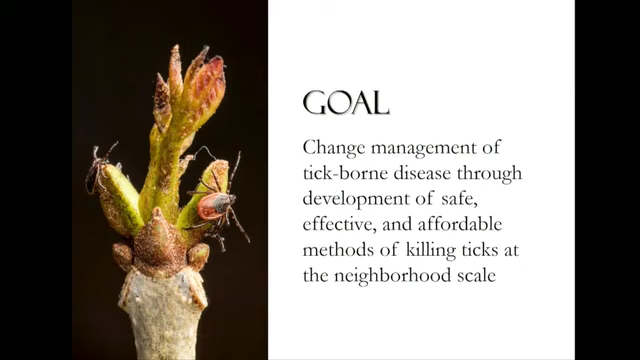 GOAL
Change management of
tick-borne disease through
development of safe,
effective, and affordable
methods of killing ticks at
the neighborhood scale